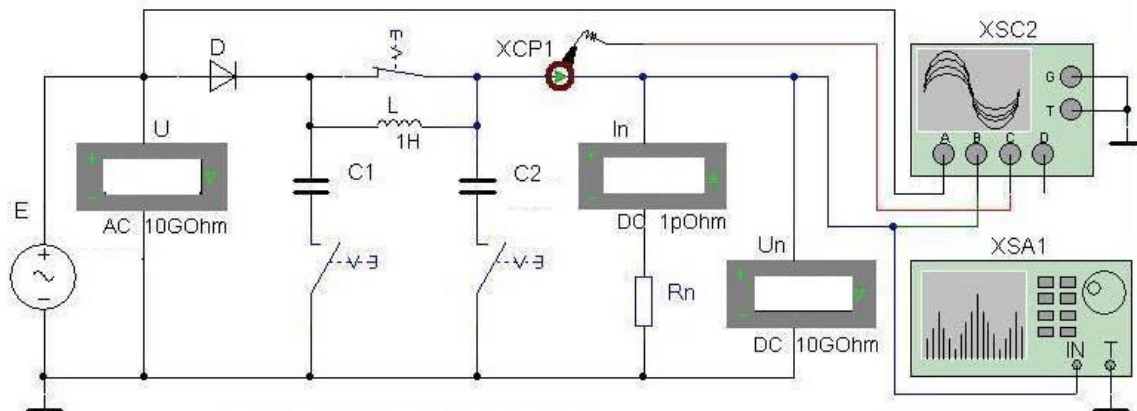 XSC2
D
XCP1
G
T
L
1H
A B C D
U
In
E
C1
C2
AC 10GOhm
DC 1pOhm
Un
XSA1
Rn
DC 10GOhm
IN T